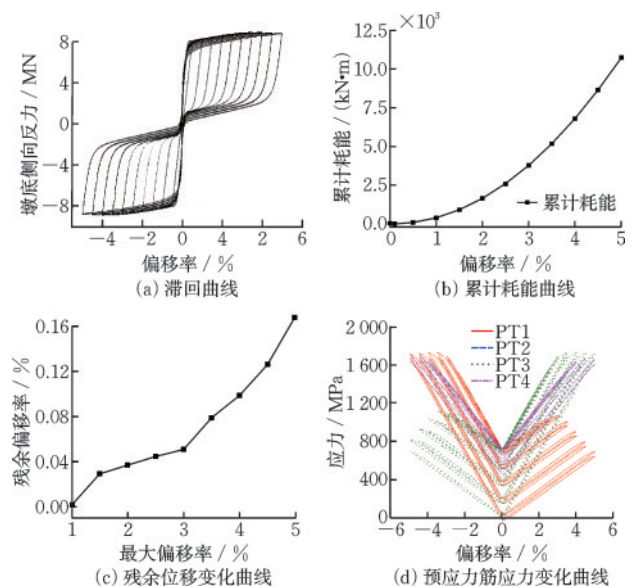 8
4
0
−4
−8
墩底侧向反力 / MN
−4 −2 0 2 4 6
偏移率 / %
(a) 滞回曲线
×10³
12.5
10.0
7.5
5.0
2.5
0.0
累计耗能 / (kN•m)
累计耗能
0 1 2 3 4 5
偏移率 / %
(b) 累计耗能曲线
0.16
0.12
0.08
0.04
0.00
残余偏移率 / %
1 2 3 4 5
最大偏移率 / %
(c) 残余位移变化曲线
2 000
1 600
1 200
800
400
0
应力 / MPa
PT1
PT2
PT3
PT4
−6 −4 −2 0 2 4 6
偏移率 / %
(d) 预应力筋应力变化曲线